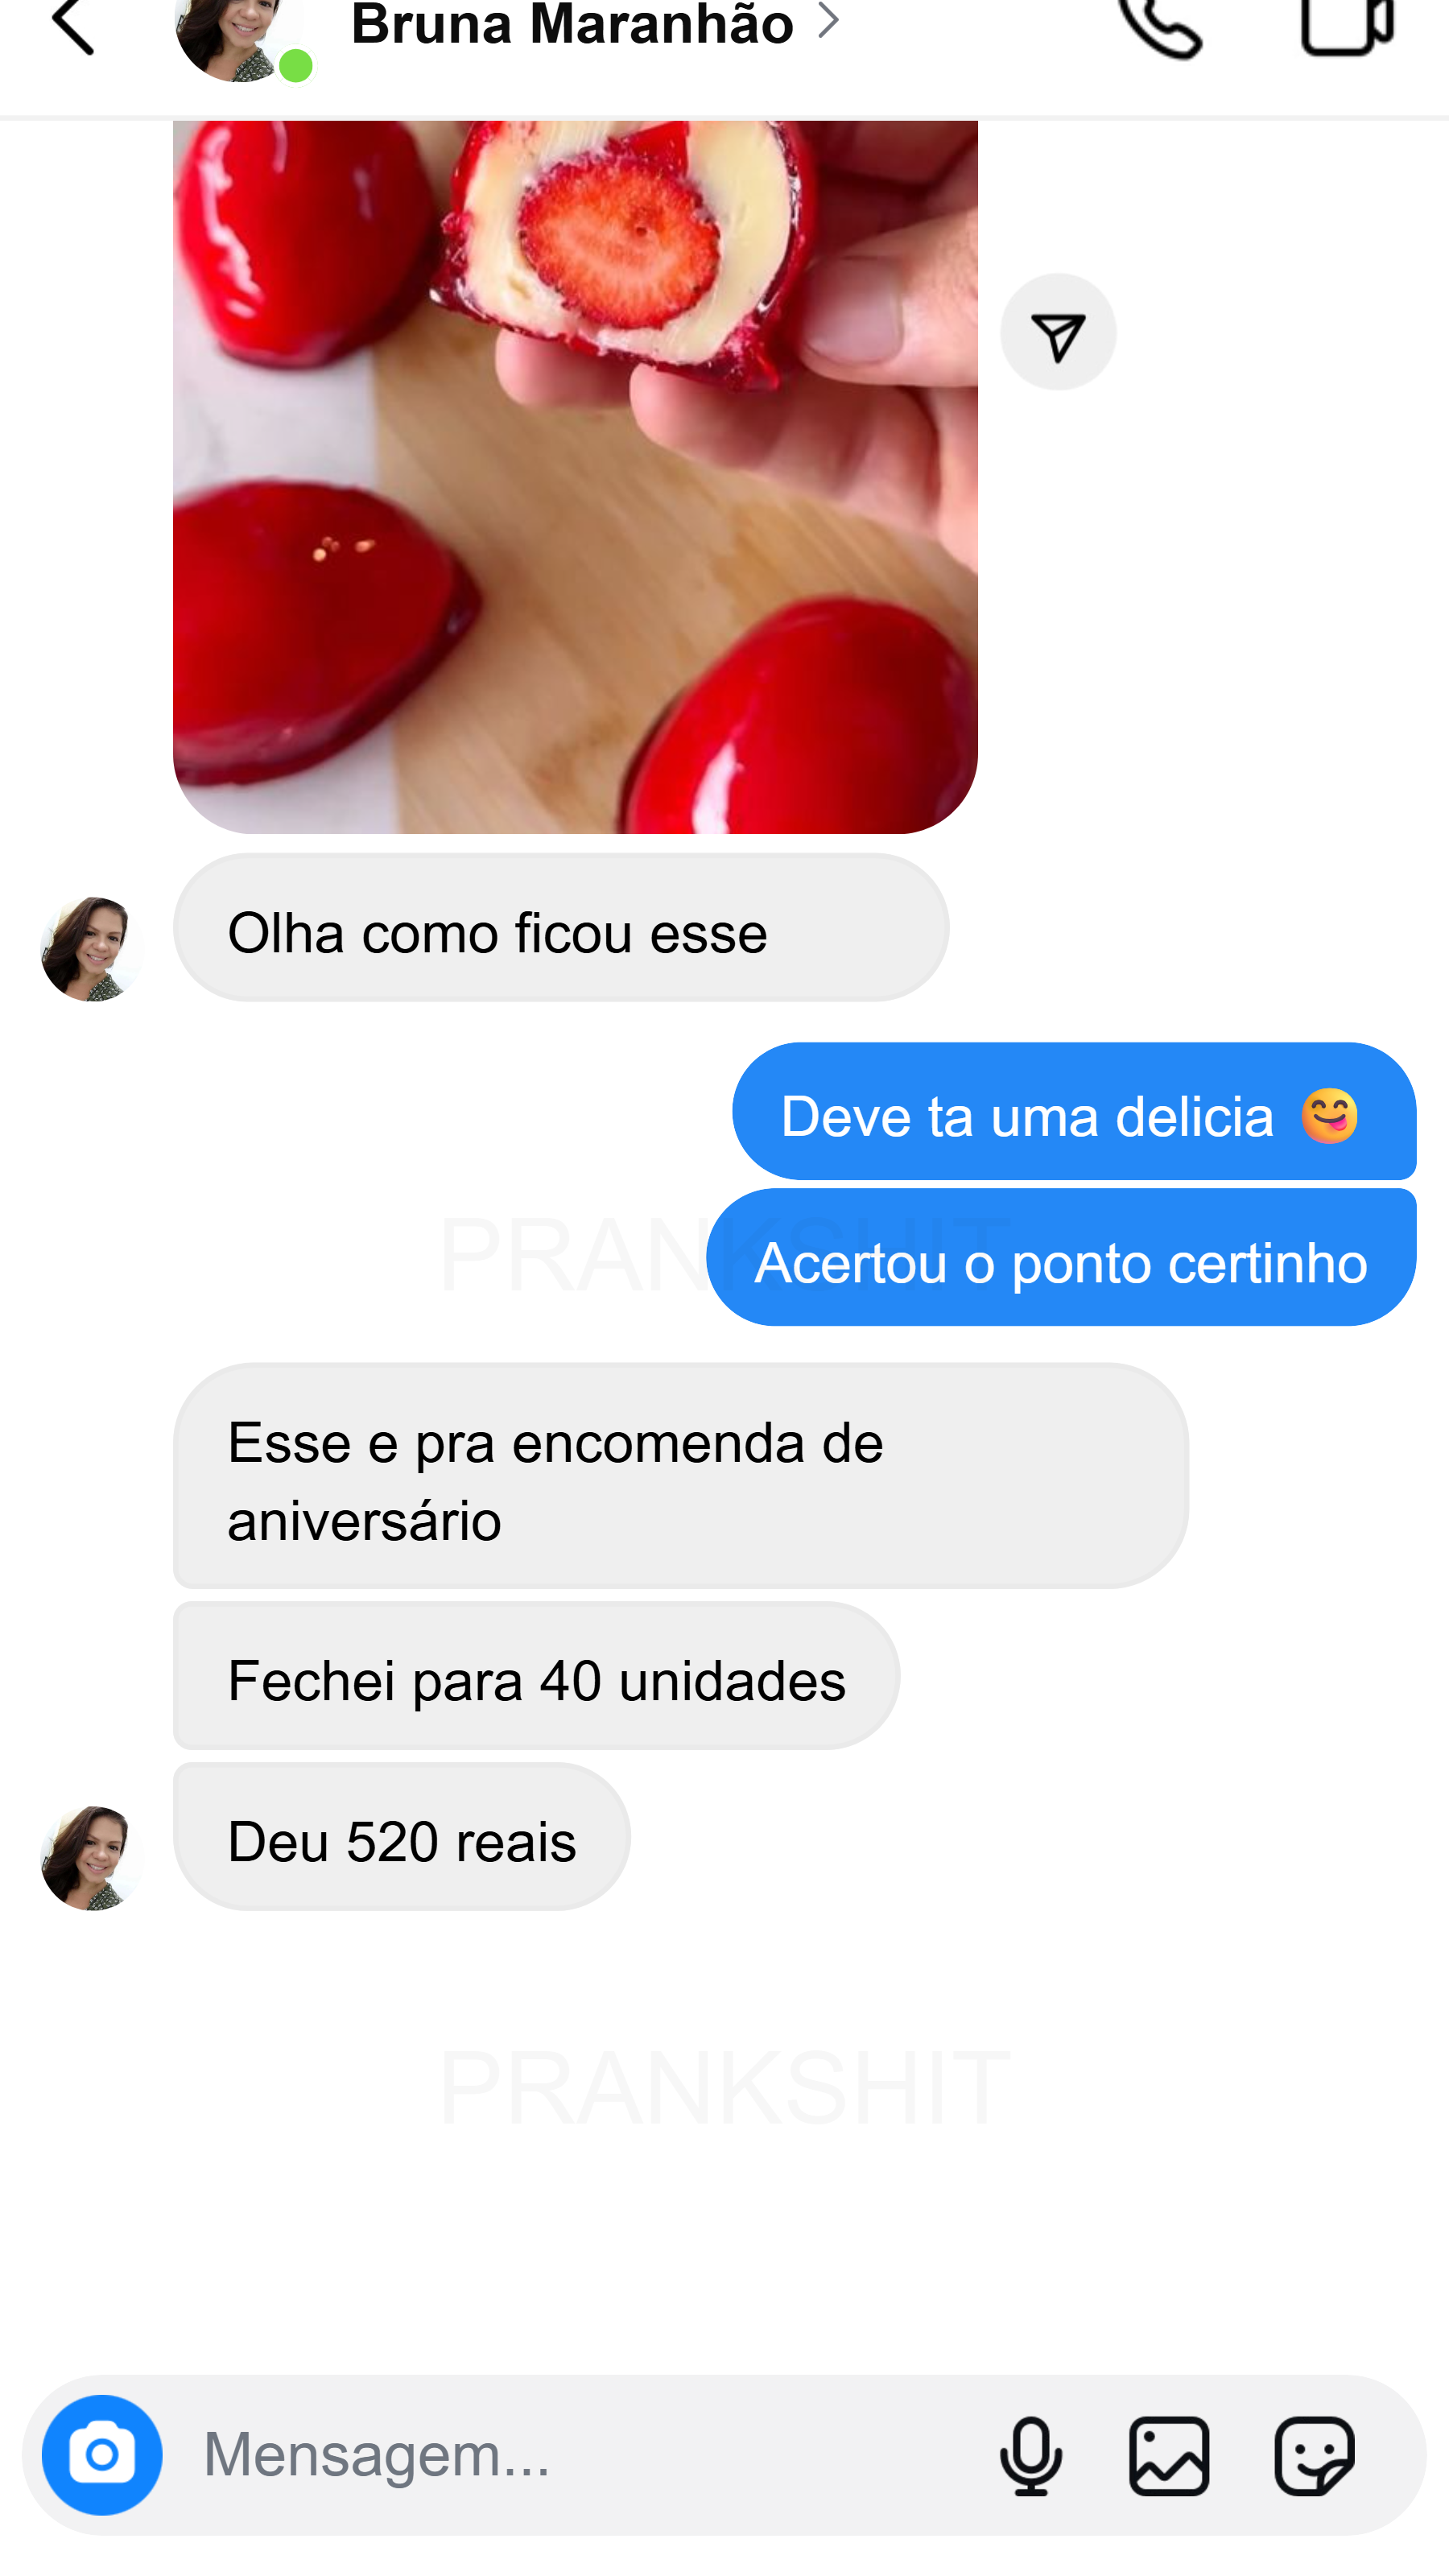 Bruna Maranhão
Olha como ficou esse
Deve ta uma delicia 😋
PRANKSHIT
Acertou o ponto certinho
Esse e pra encomenda de
aniversário
Fechei para 40 unidades
Deu 520 reais
PRANKSHIT
Mensagem...